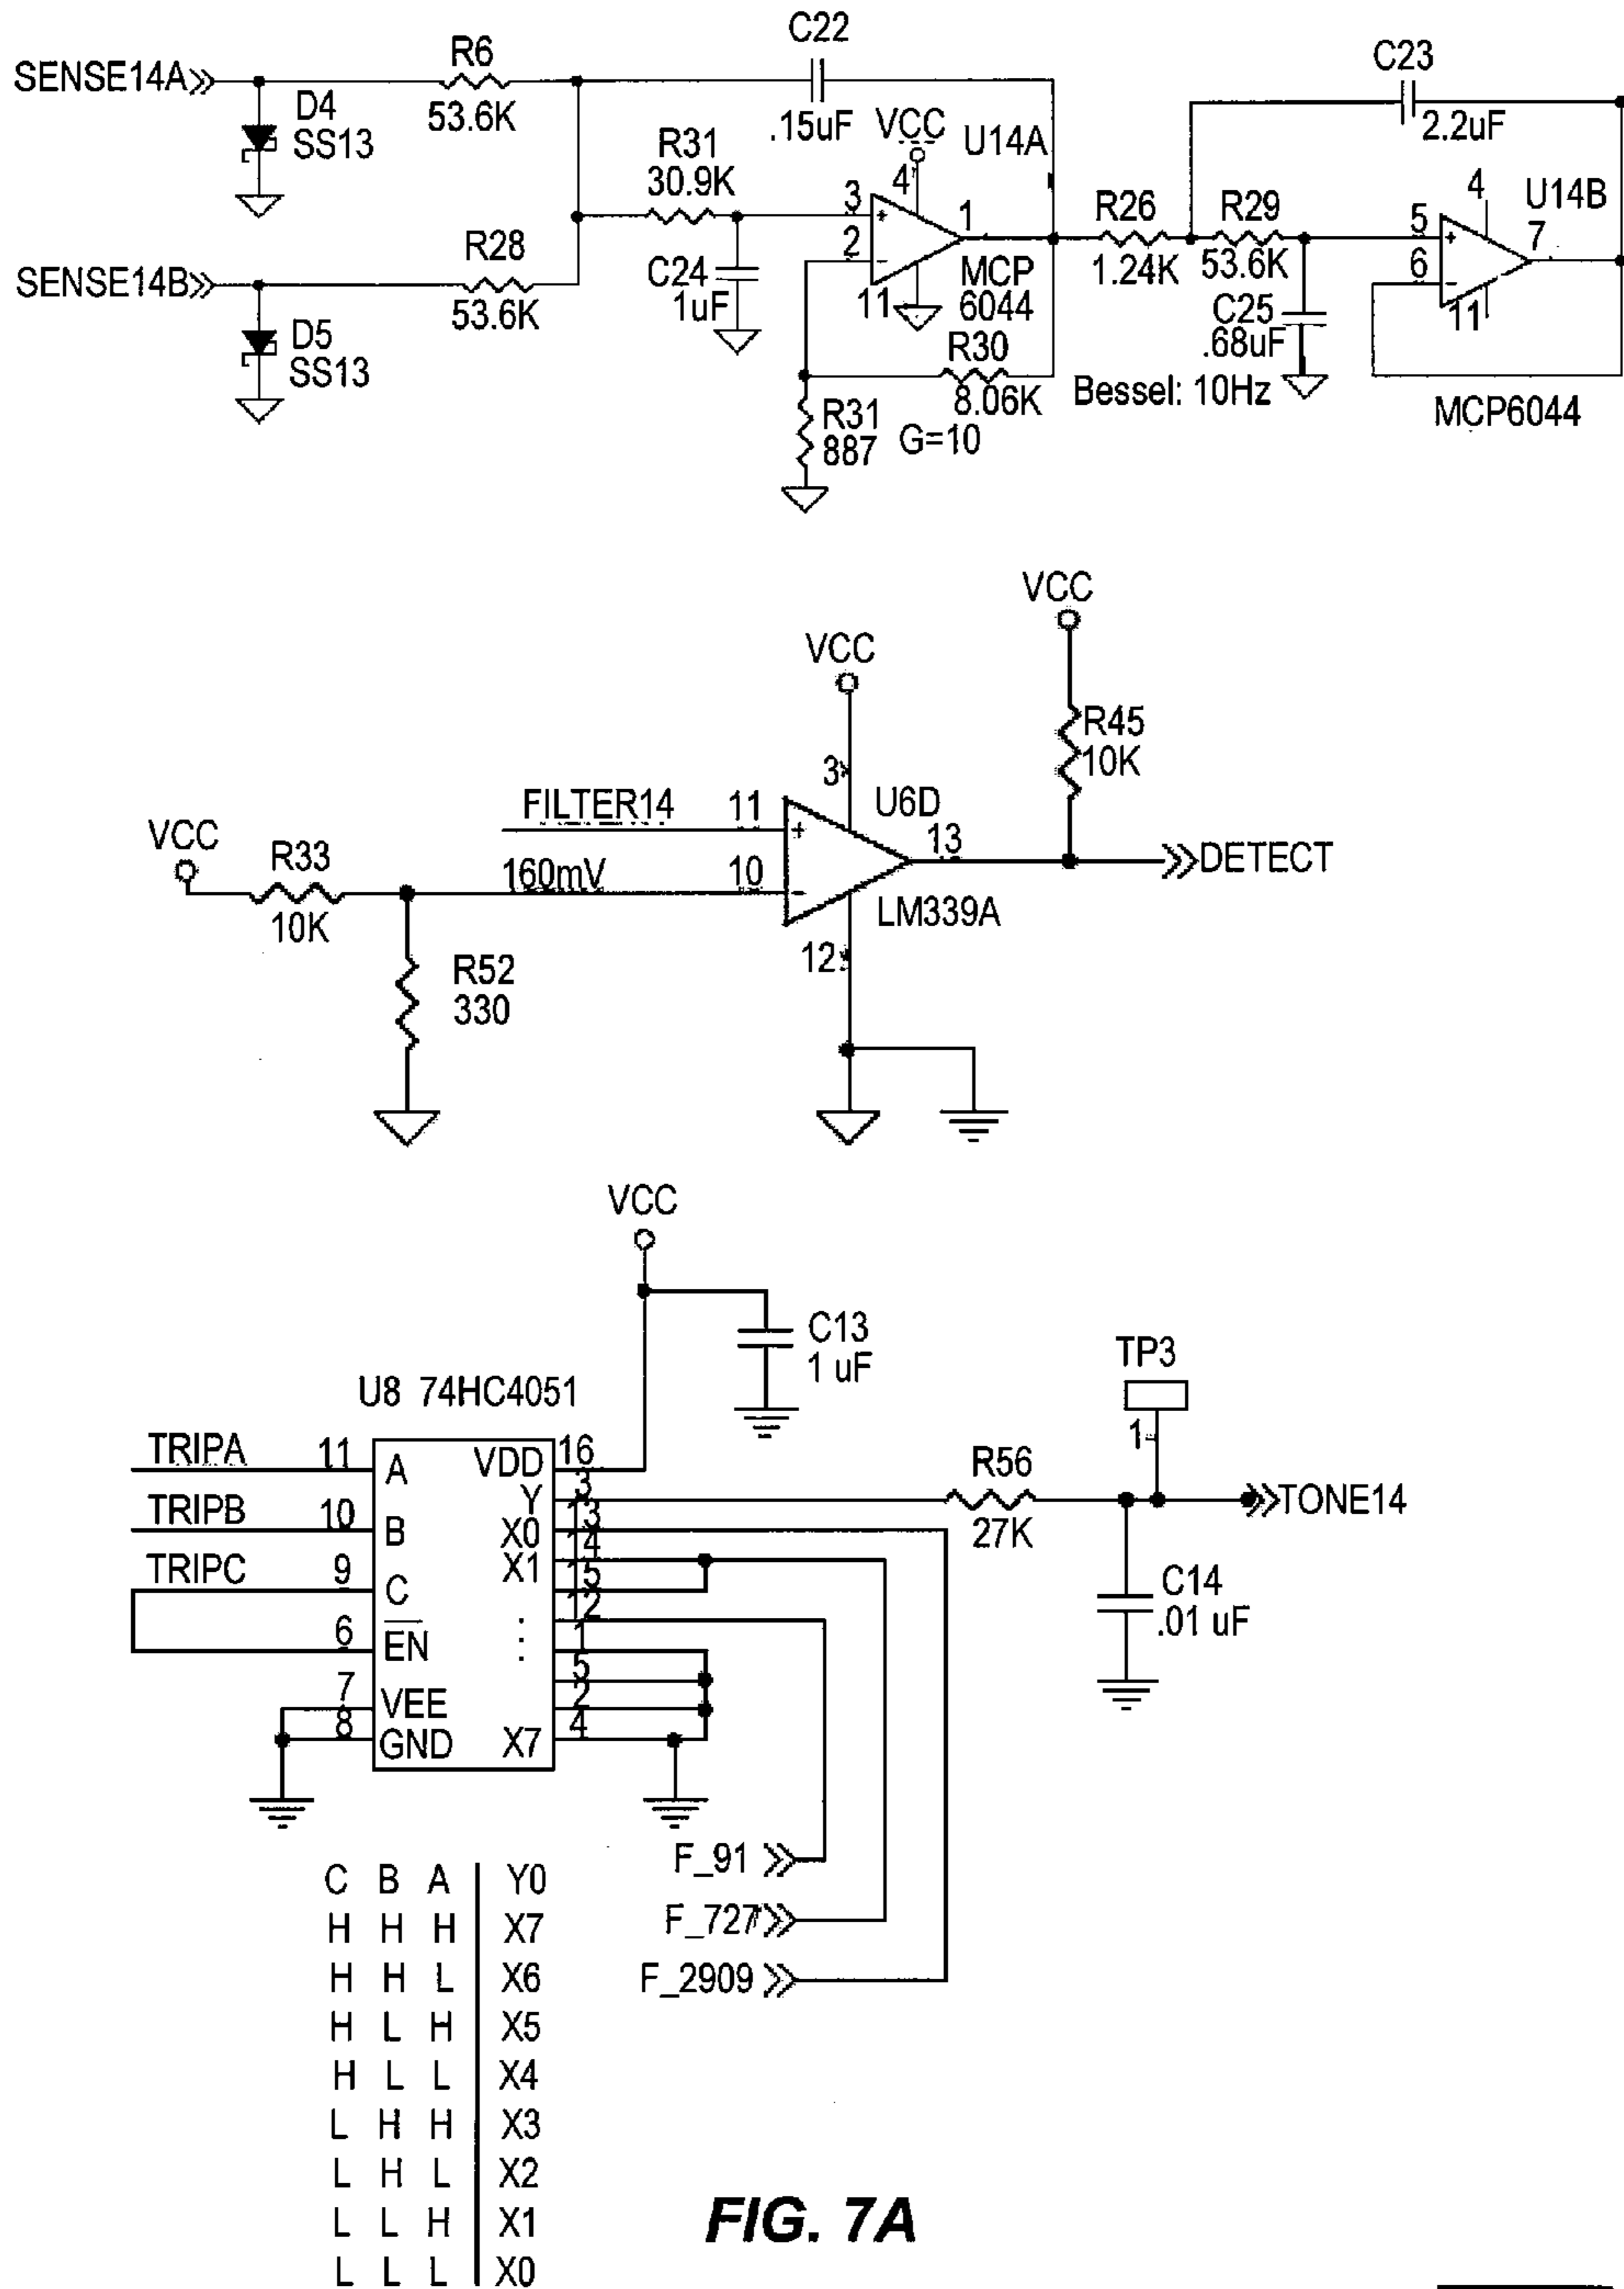 SENSE14A
R6
53.6K
C22
.15uF
C23
2.2uF
D4
SS13
R31
30.9K
VCC
U14A
4
3
2
1
11
MCP
6044
SENSE14B
R28
53.6K
C24
1uF
D5
SS13
R30
8.06K
R31
887
G=10
R26
1.24K
R29
53.6K
C25
.68uF
Bessel: 10Hz
4
U14B
5
6
7
11
MCP6044
VCC
VCC
R45
10K
3
U6D
FILTER14
11
13
DETECT
VCC
R33
10K
160mV
10
LM339A
12
R52
330
VCC
C13
1 uF
TP3
1
U8 74HC4051
TRIPA 11 A VDD 16
Y 3
R56
27K
TONE14
TRIPB 10 B X0 13
X1 14
TRIPC 9 C 15
12
C14
.01 uF
6 EN : 1
:
5
7 VEE 2
8 GND X7 4
F_91
F_727
F_2909
C B A Y0
H H H X7
H H L X6
H L H X5
H L L X4
L H H X3
L H L X2
L L H X1
L L L X0
FIG. 7A